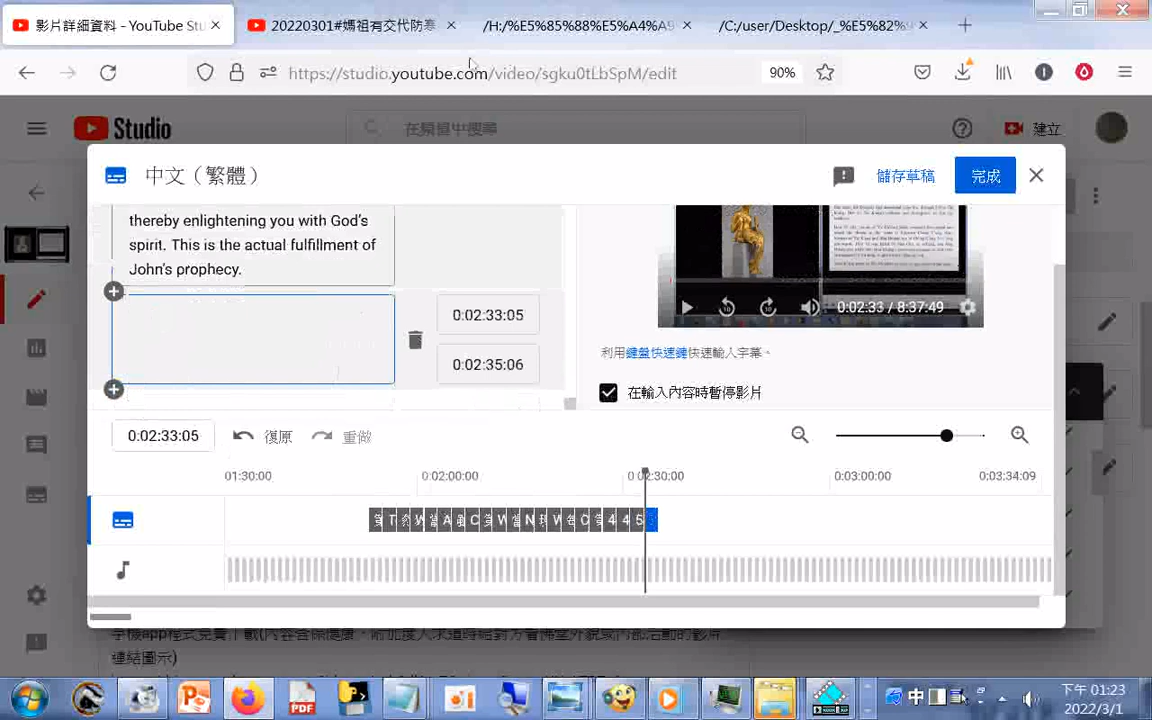 影片詳細資料 - YouTube Stu
20220301#媽祖有交代防寒
/H:/%E5%85%88%E5%A4%A9
/C:/user/Desktop/_%E5%82%
https://studio.youtube.com/video/sgku0tLbSpM/edit
90%
Studio
在頻道中搜尋
建立
中文（繁體）
儲存草稿
完成
thereby enlightening you with God's
spirit. This is the actual fulfillment of
John's prophecy.
0:02:33:05
0:02:35:06
0:02:33 / 8:37:49
利用鍵盤快速鍵快速輸入字幕。
在輸入內容時暫停影片
0:02:33:05
復原
重做
01:30:00
0:02:00:00
0:02:30:00
0:03:00:00
0:03:34:09
連結圖示)
中
下午 01:23
2022/3/1